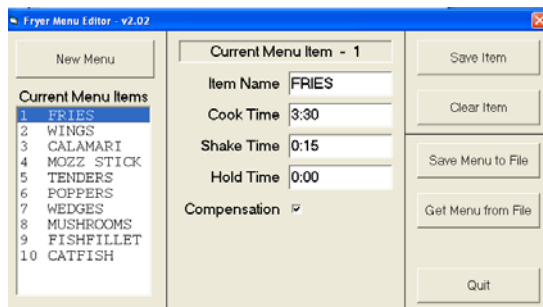 Fryer Menu Editor - v2.02
New Menu
Current Menu Items
1 FRIES
2 WINGS
3 CALAMARI
4 MOZZ STICK
5 TENDERS
6 POPPERS
7 WEDGES
8 MUSHROOMS
9 FISHFILLET
10 CATFISH
Current Menu Item - 1
Item Name FRIES
Cook Time 3:30
Shake Time 0:15
Hold Time 0:00
Compensation
Save Item
Clear Item
Save Menu to File
Get Menu from File
Quit